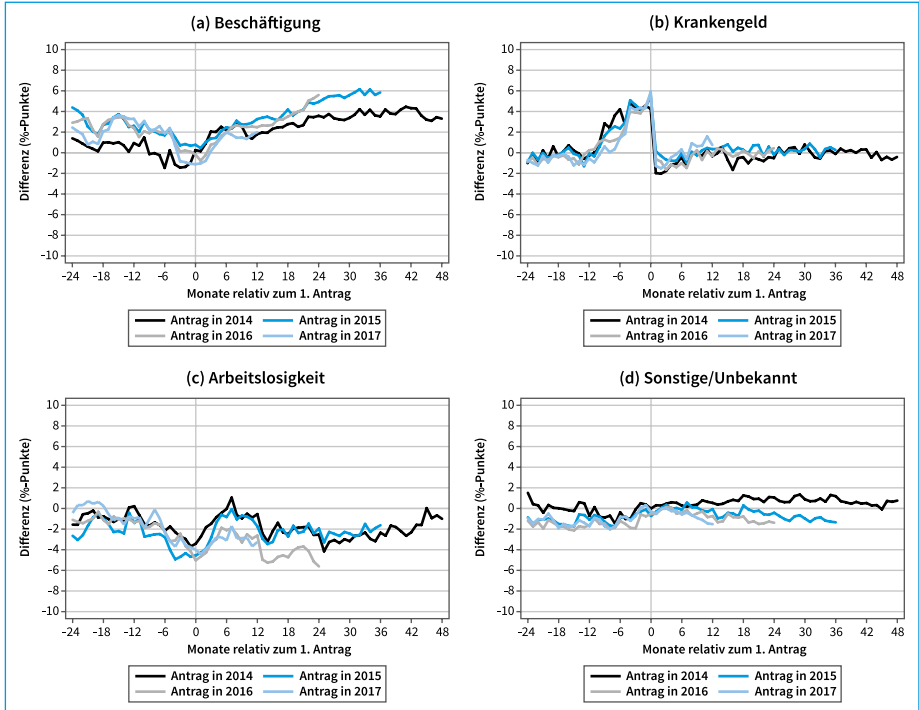 (a) Beschäftigung
(b) Krankengeld
Differenz (%-Punkte)
10
8
6
4
2
0
–2
–4
–6
–8
–10
–24 –18 –12 –6 0 6 12 18 24 30 36 42 48
Monate relativ zum 1. Antrag
Antrag in 2014 Antrag in 2015
Antrag in 2016 Antrag in 2017
Differenz (%-Punkte)
10
8
6
4
2
0
–2
–4
–6
–8
–10
–24 –18 –12 –6 0 6 12 18 24 30 36 42 48
Monate relativ zum 1. Antrag
Antrag in 2014 Antrag in 2015
Antrag in 2016 Antrag in 2017
(c) Arbeitslosigkeit
(d) Sonstige/Unbekannt
Differenz (%-Punkte)
10
8
6
4
2
0
–2
–4
–6
–8
–10
–24 –18 –12 –6 0 6 12 18 24 30 36 42 48
Monate relativ zum 1. Antrag
Antrag in 2014 Antrag in 2015
Antrag in 2016 Antrag in 2017
Differenz (%-Punkte)
10
8
6
4
2
0
–2
–4
–6
–8
–10
–24 –18 –12 –6 0 6 12 18 24 30 36 42 48
Monate relativ zum 1. Antrag
Antrag in 2014 Antrag in 2015
Antrag in 2016 Antrag in 2017